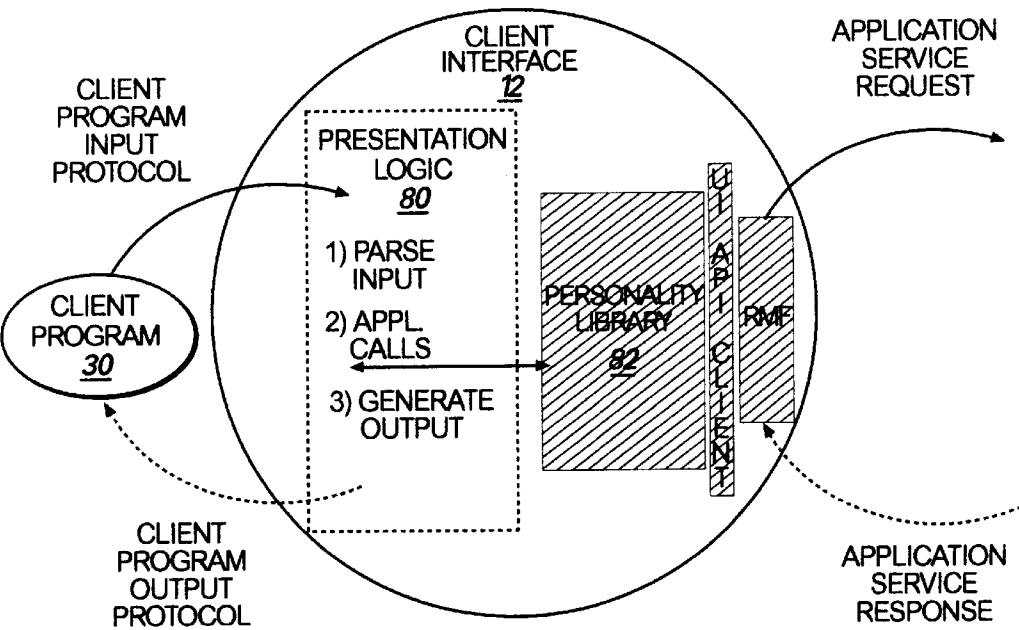 CLIENT
INTERFACE
12
APPLICATION
SERVICE
REQUEST
CLIENT
PROGRAM
INPUT
PROTOCOL
PRESENTATION
LOGIC
80
1) PARSE
INPUT
2) APPL.
CALLS
3) GENERATE
OUTPUT
CLIENT
PROGRAM
30
PERSONALITY
LIBRARY
82
UI API CLIENT
RMF
CLIENT
PROGRAM
OUTPUT
PROTOCOL
APPLICATION
SERVICE
RESPONSE